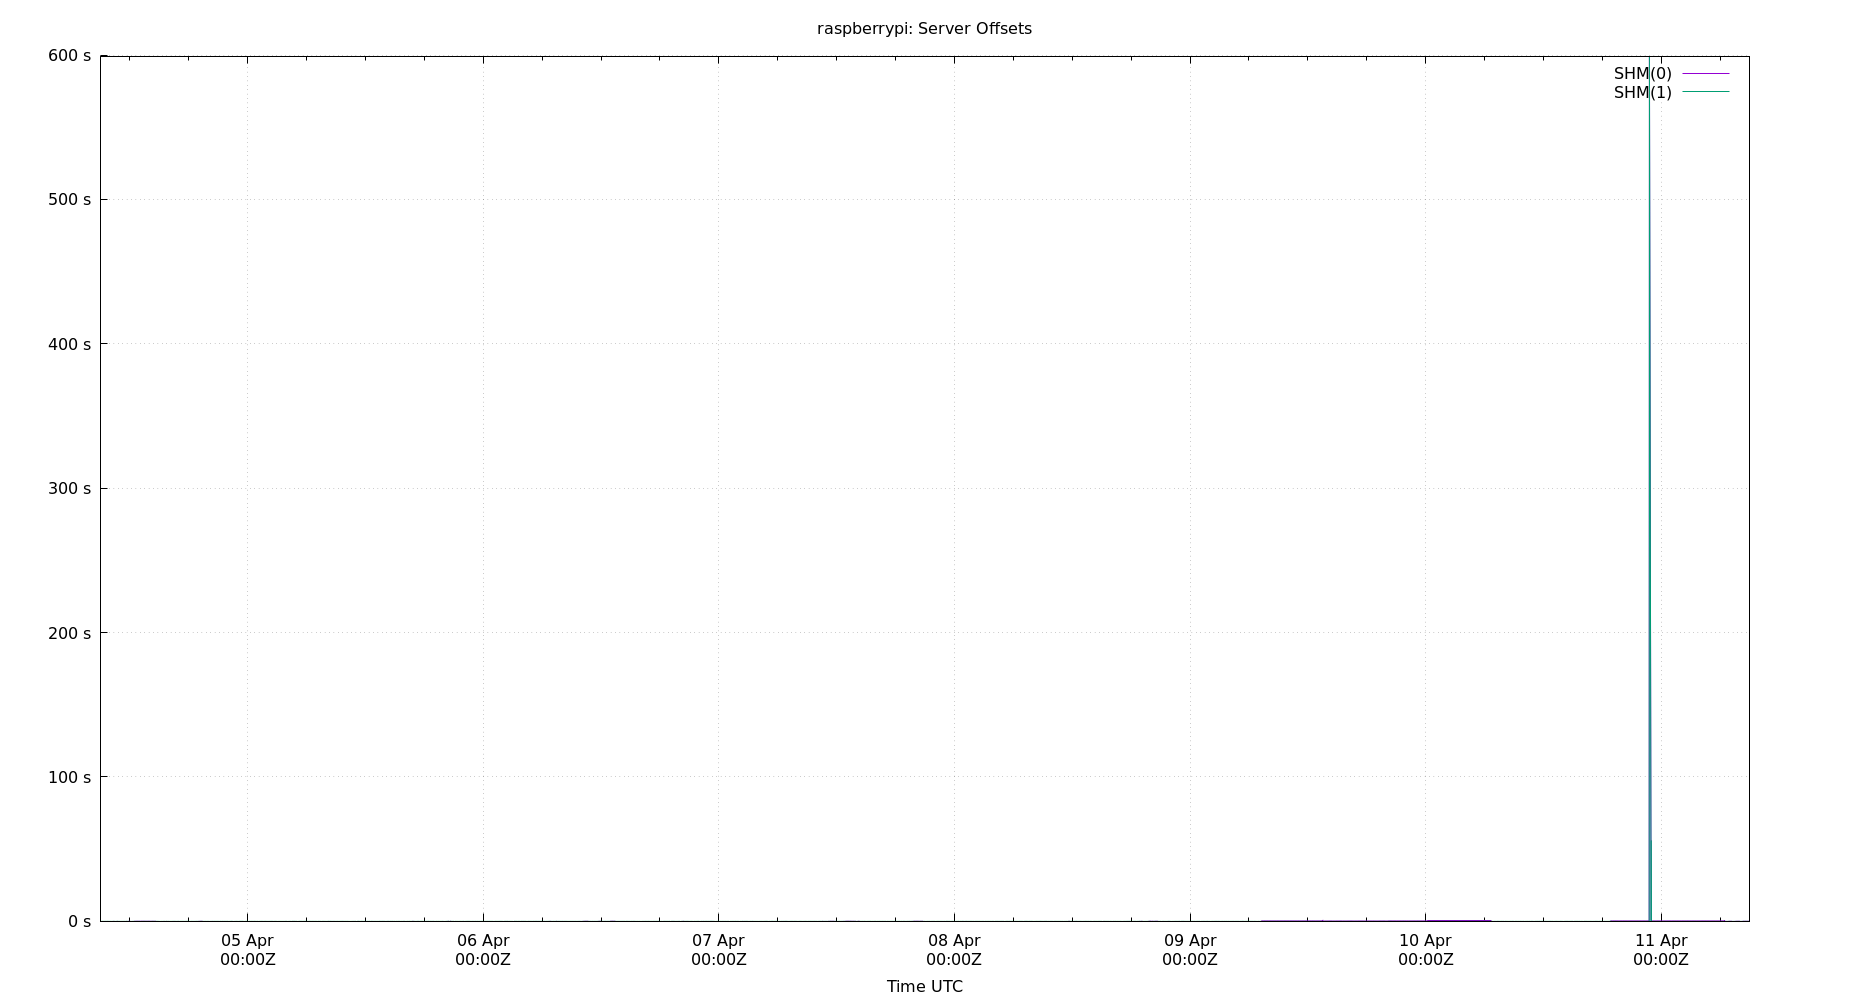 raspberrypi: Server Offsets
600 s
SHM(0)
SHM(1)
500 s
400 s
300 s
200 s
100 s
0 s
05 Apr 06 Apr 07 Apr 08 Apr 09 Apr 10 Apr 11 Apr
00:00Z 00:00Z 00:00Z 00:00Z 00:00Z 00:00Z 00:00Z
Time UTC